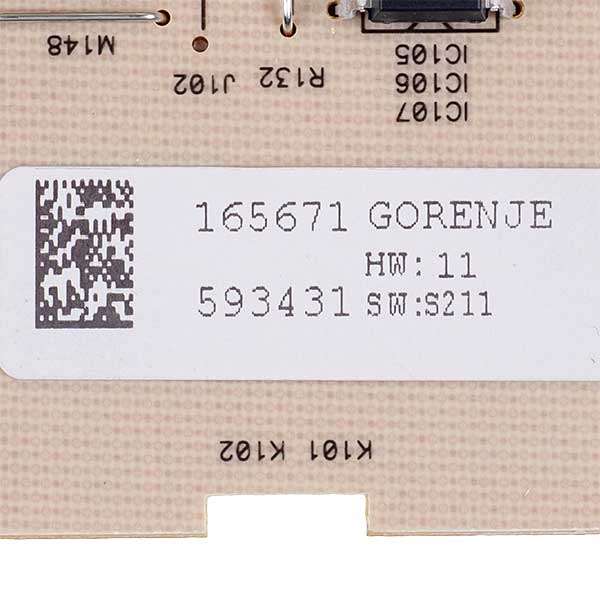 M148
J102
R132
IC105
IC106
IC107
165671 GORENJE
HW: 11
593431 SW:S211
K101 K102